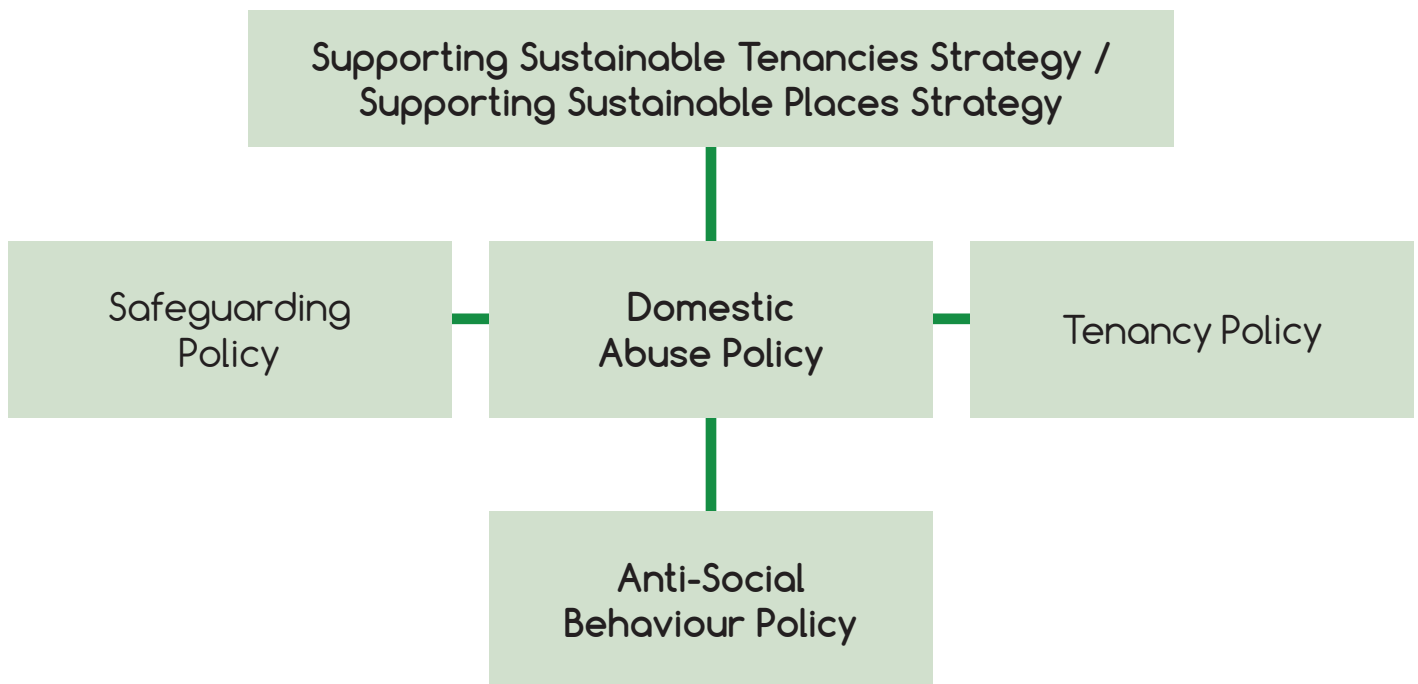 Supporting Sustainable Tenancies Strategy /
Supporting Sustainable Places Strategy
Safeguarding
Policy
Domestic
Abuse Policy
Tenancy Policy
Anti-Social
Behaviour Policy